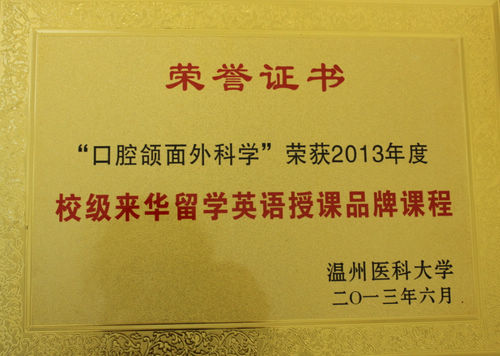 荣誉证书
“口腔颌面外科学”荣获2013年度
校级来华留学英语授课品牌课程
温州医科大学
二〇一三年六月